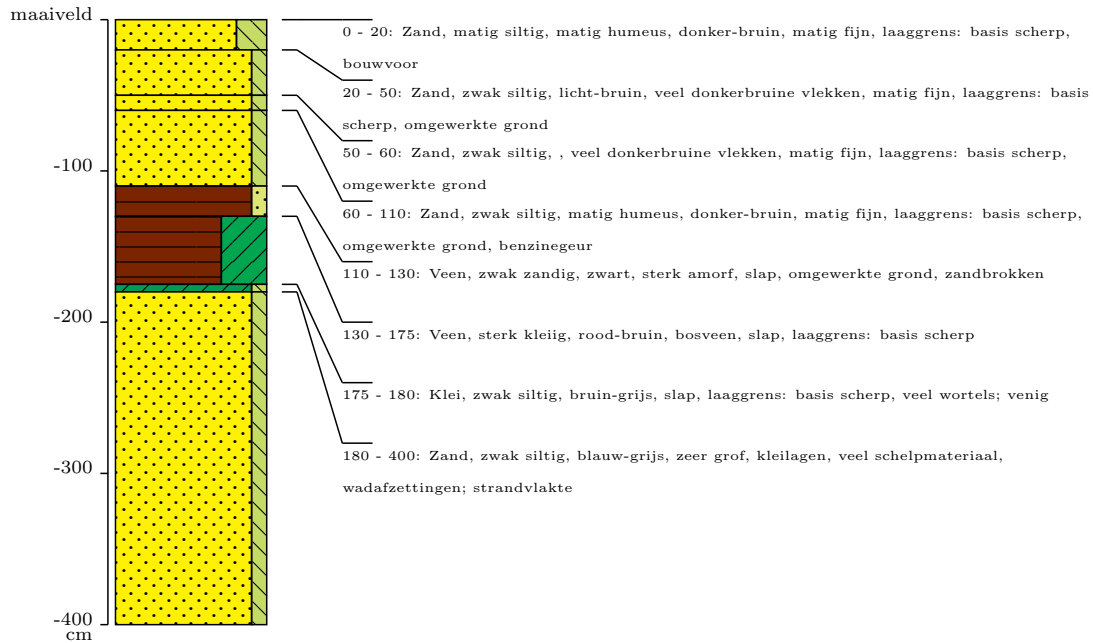 maaiveld
0 - 20: Zand, matig siltig, matig humeus, donker-bruin, matig fijn, laaggrens: basis scherp,
bouwvoor
20 - 50: Zand, zwak siltig, licht-bruin, veel donkerbruine vlekken, matig fijn, laaggrens: basis
scherp, omgewerkte grond
50 - 60: Zand, zwak siltig, , veel donkerbruine vlekken, matig fijn, laaggrens: basis scherp,
-100
omgewerkte grond
60 - 110: Zand, zwak siltig, matig humeus, donker-bruin, matig fijn, laaggrens: basis scherp,
omgewerkte grond, benzinegeur
110 - 130: Veen, zwak zandig, zwart, sterk amorf, slap, omgewerkte grond, zandbrokken
-200
130 - 175: Veen, sterk kleiig, rood-bruin, bosveen, slap, laaggrens: basis scherp
175 - 180: Klei, zwak siltig, bruin-grijs, slap, laaggrens: basis scherp, veel wortels; venig
180 - 400: Zand, zwak siltig, blauw-grijs, zeer grof, kleilagen, veel schelpmateriaal,
-300
wadafzettingen; strandvlakte
-400
cm